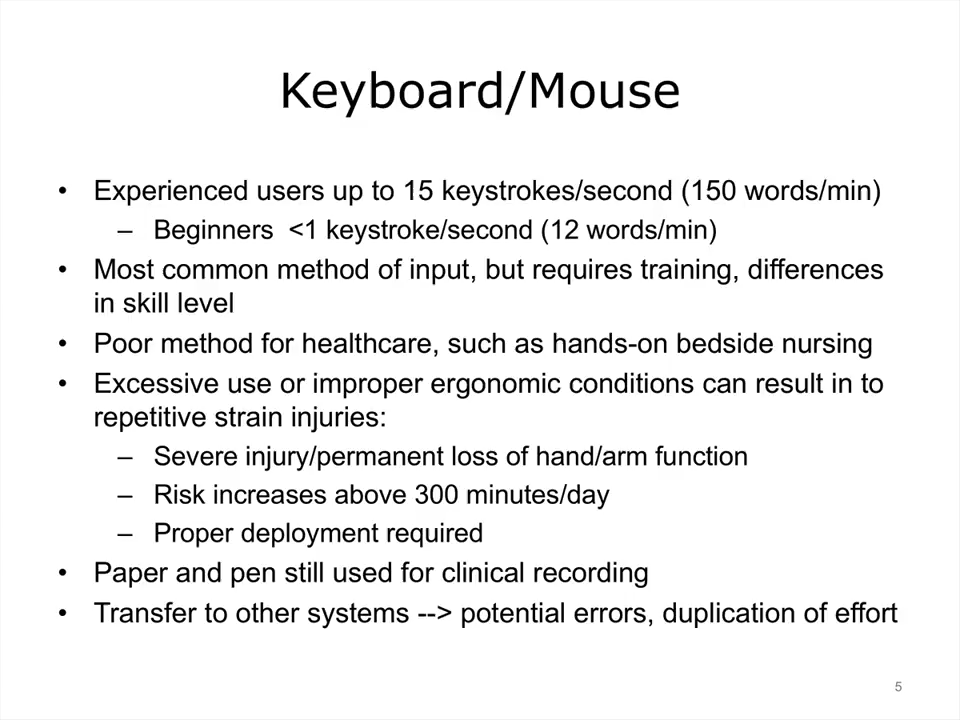 Keyboard/Mouse
• Experienced users up to 15 keystrokes/second (150 words/min)
– Beginners <1 keystroke/second (12 words/min)
• Most common method of input, but requires training, differences
in skill level
• Poor method for healthcare, such as hands-on bedside nursing
• Excessive use or improper ergonomic conditions can result in to
repetitive strain injuries:
– Severe injury/permanent loss of hand/arm function
– Risk increases above 300 minutes/day
– Proper deployment required
• Paper and pen still used for clinical recording
• Transfer to other systems --> potential errors, duplication of effort
5